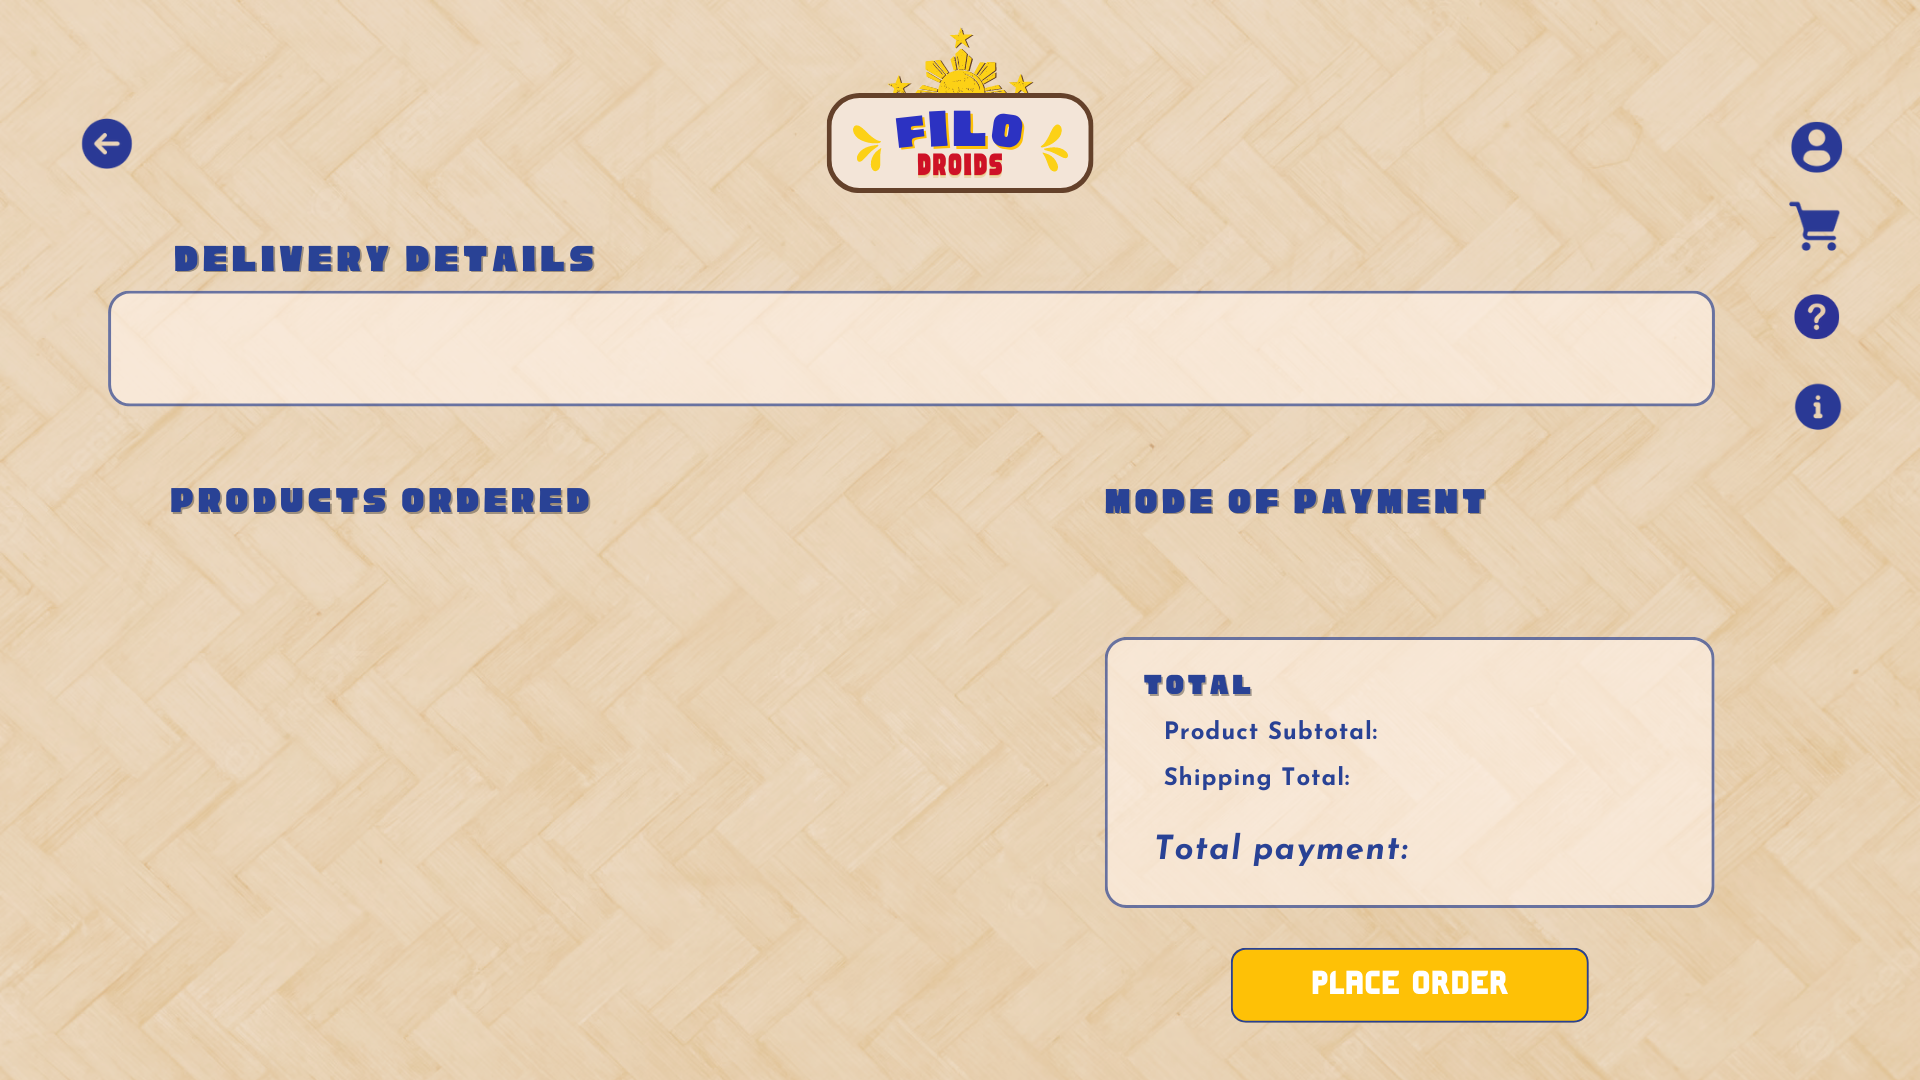 FILO
DROIDS
DELIVERY DETAILS
PRODUCTS ORDERED
MODE OF PAYMENT
TOTAL
Product Subtotal:
Shipping Total:
Total payment:
PLACE ORDER